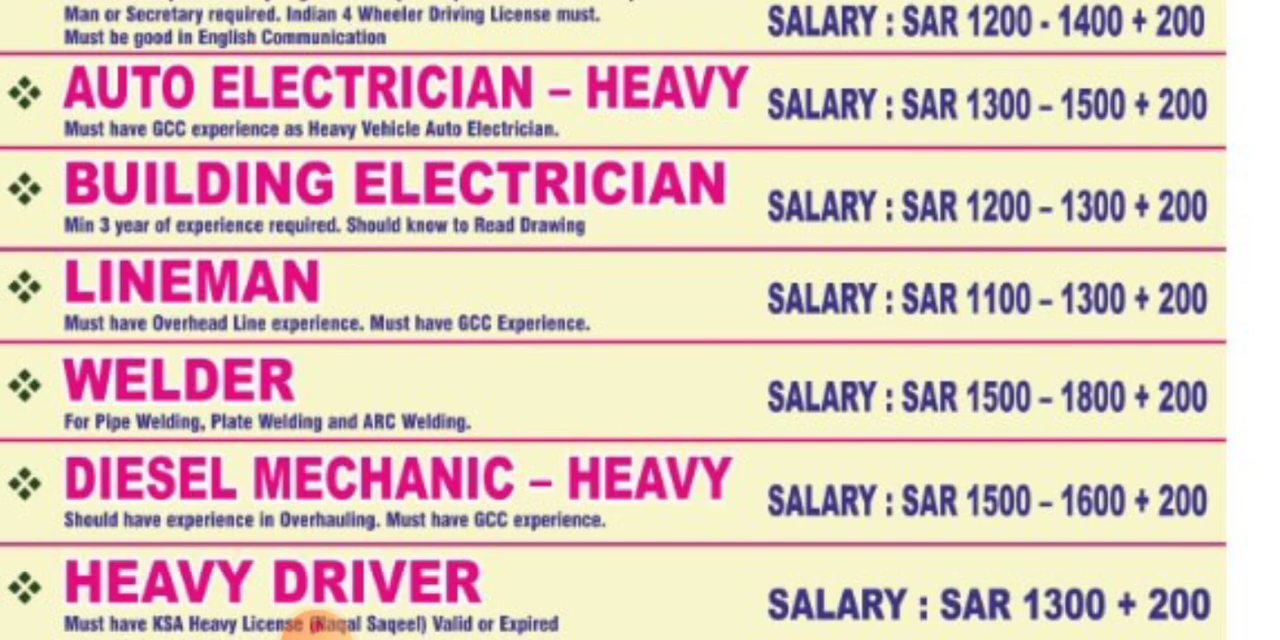 Man or Secretary required. Indian 4 Wheeler Driving License must.
Must be good in English Communication
SALARY : SAR 1200 - 1400 + 200
AUTO ELECTRICIAN – HEAVY
Must have GCC experience as Heavy Vehicle Auto Electrician.
SALARY : SAR 1300 – 1500 + 200
BUILDING ELECTRICIAN
Min 3 year of experience required. Should know to Read Drawing
SALARY : SAR 1200 – 1300 + 200
LINEMAN
Must have Overhead Line experience. Must have GCC Experience.
SALARY : SAR 1100 – 1300 + 200
WELDER
For Pipe Welding, Plate Welding and ARC Welding.
SALARY : SAR 1500 – 1800 + 200
DIESEL MECHANIC – HEAVY
Should have experience in Overhauling. Must have GCC experience.
SALARY : SAR 1500 – 1600 + 200
HEAVY DRIVER
Must have KSA Heavy License (Naqal Saqeel) Valid or Expired
SALARY : SAR 1300 + 200